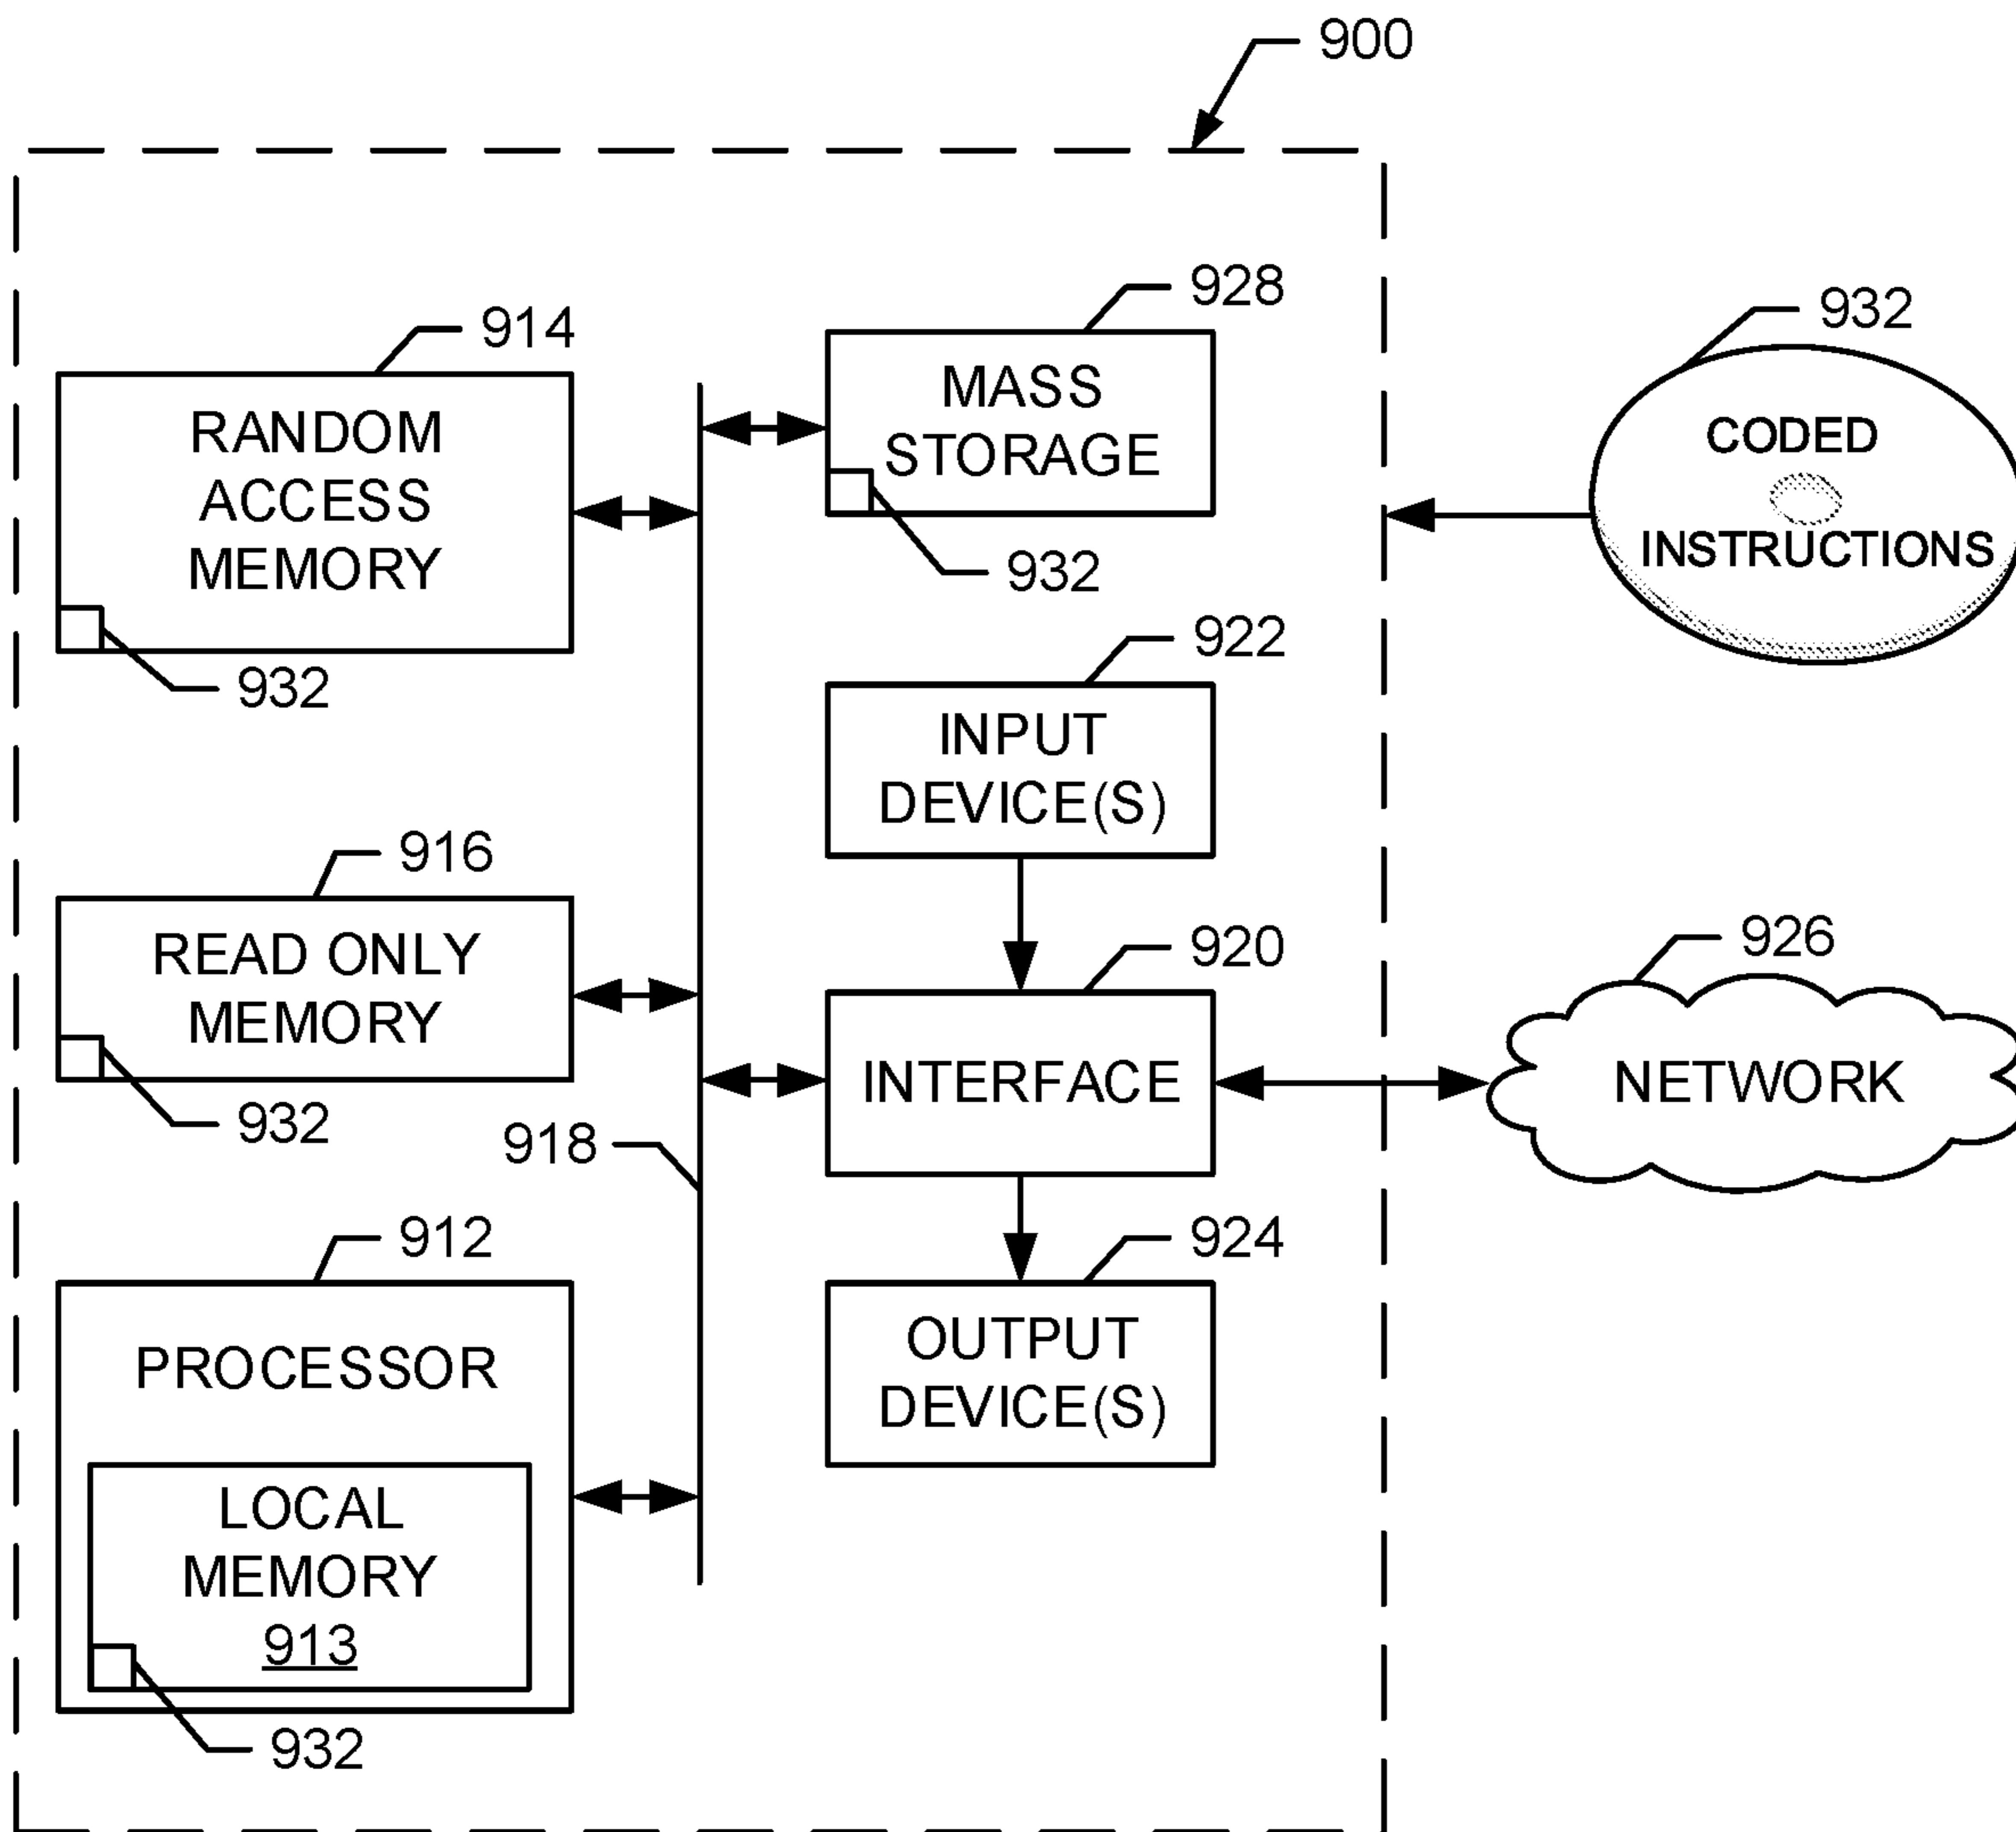 900
928
932
914
MASS
STORAGE
RANDOM
ACCESS
MEMORY
CODED
INSTRUCTIONS
932
932
922
INPUT
DEVICE(S)
916
READ ONLY
MEMORY
920
926
INTERFACE
NETWORK
932
918
912
924
PROCESSOR
OUTPUT
DEVICE(S)
LOCAL
MEMORY
913
932